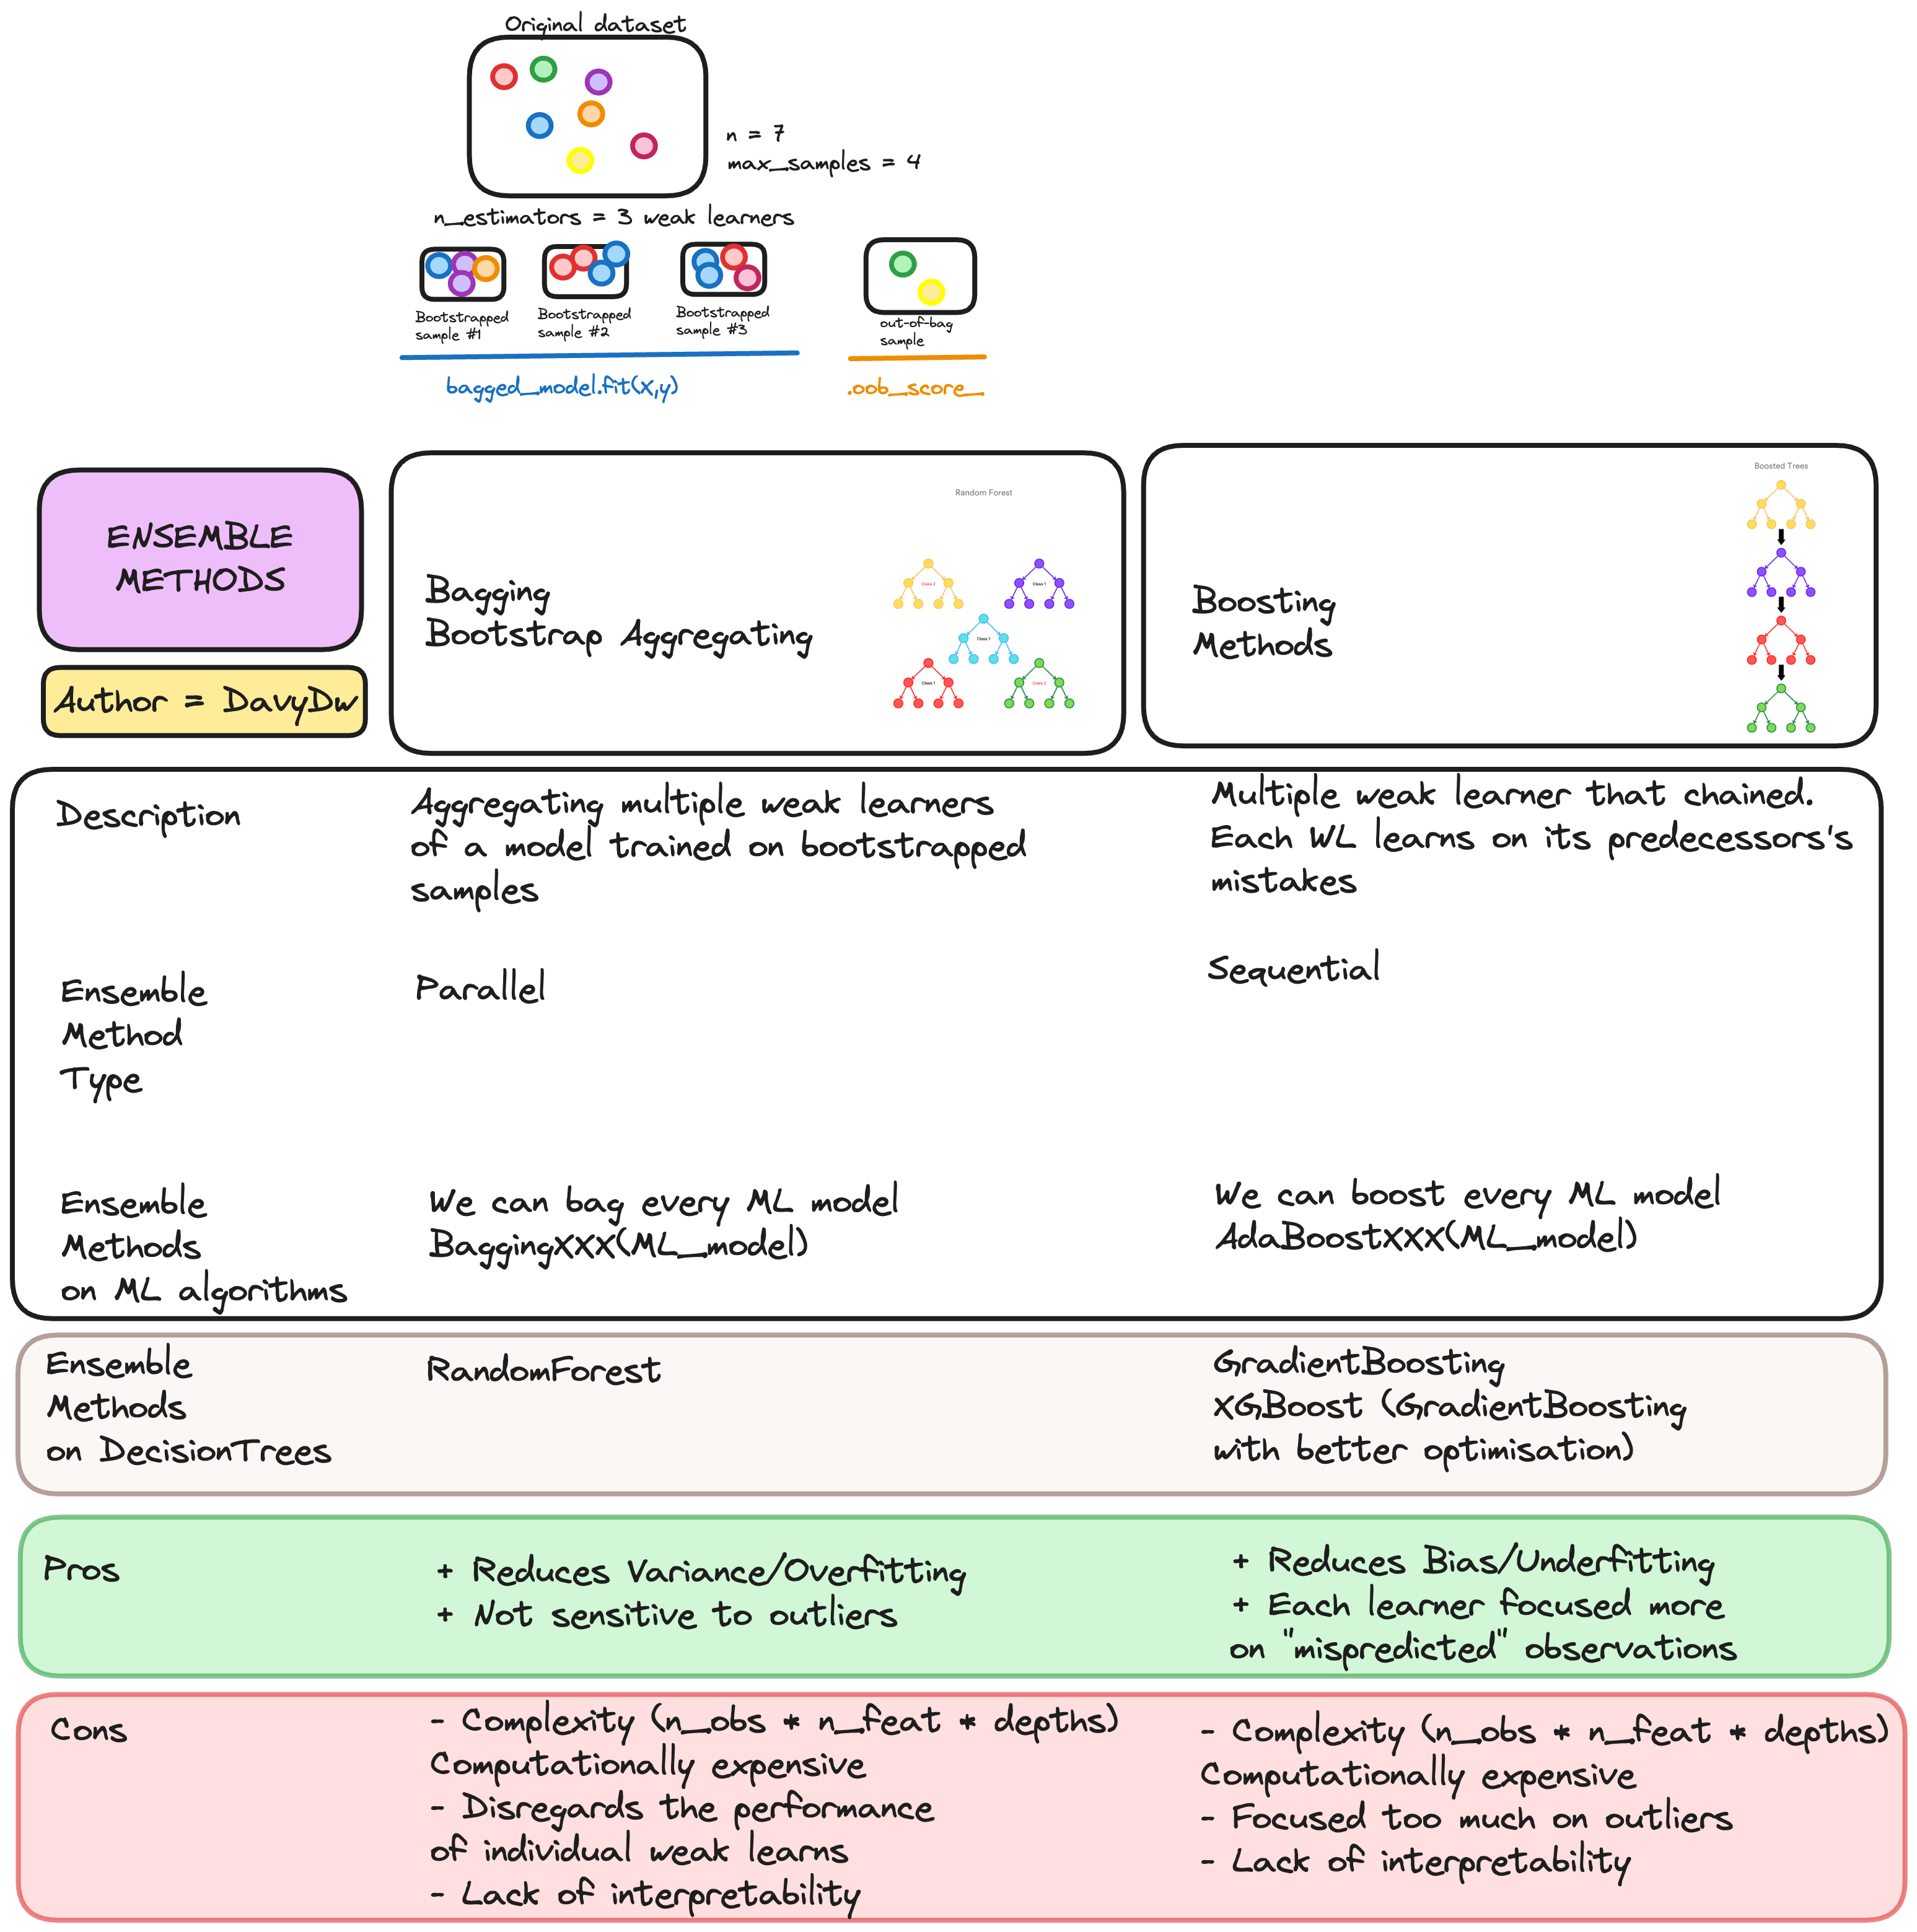 Original dataset
n = 7
max_samples = 4
n_estimators = 3 weak learners
Bootstrapped
sample #1
Bootstrapped
sample #2
Bootstrapped
sample #3
out-of-bag
sample
bagged_model.fit(X,y)
.oob_score_
ENSEMBLE
METHODS
Author = DavyDw
Bagging
Bootstrap Aggregating
Random Forest
Class 2
Class 1
Class 1
Class 1
Class 2
Boosting
Methods
Boosted Trees
Description
Aggregating multiple weak learners
of a model trained on bootstrapped
samples
Multiple weak learner that chained.
Each WL learns on its predecessors's
mistakes
Ensemble
Method
Type
Parallel
Sequential
Ensemble
Methods
on ML algorithms
We can bag every ML model
BaggingXXX(ML_model)
We can boost every ML model
AdaBoostXXX(ML_model)
Ensemble
Methods
on DecisionTrees
RandomForest
GradientBoosting
XGBoost (GradientBoosting
with better optimisation)
Pros
+ Reduces Variance/Overfitting
+ Not sensitive to outliers
+ Reduces Bias/Underfitting
+ Each learner focused more
on "mispredicted" observations
Cons
- Complexity (n_obs * n_feat * depths)
Computationally expensive
- Disregards the performance
of individual weak learns
- Lack of interpretability
- Complexity (n_obs * n_feat * depths)
Computationally expensive
- Focused too much on outliers
- Lack of interpretability